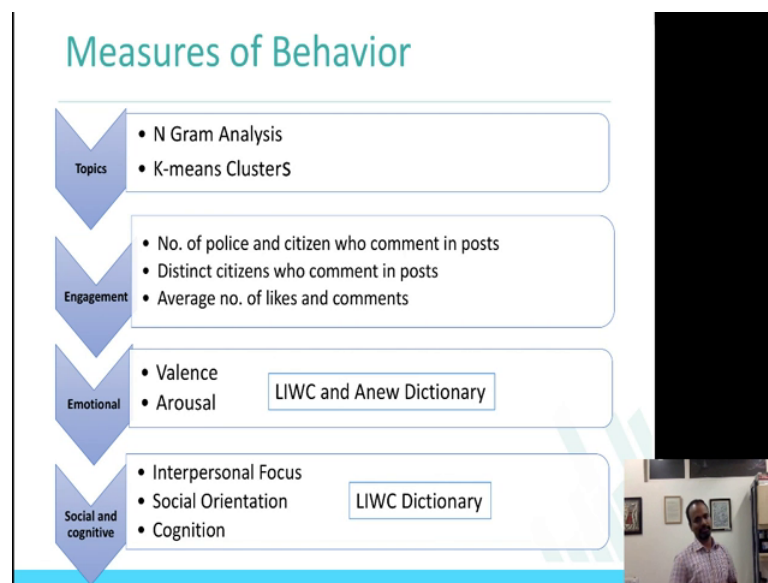 Measures of Behavior
Topics
• N Gram Analysis
• K-means Clusters
Engagement
• No. of police and citizen who comment in posts
• Distinct citizens who comment in posts
• Average no. of likes and comments
Emotional
• Valence
• Arousal
LIWC and Anew Dictionary
Social and
cognitive
• Interpersonal Focus
• Social Orientation
• Cognition
LIWC Dictionary